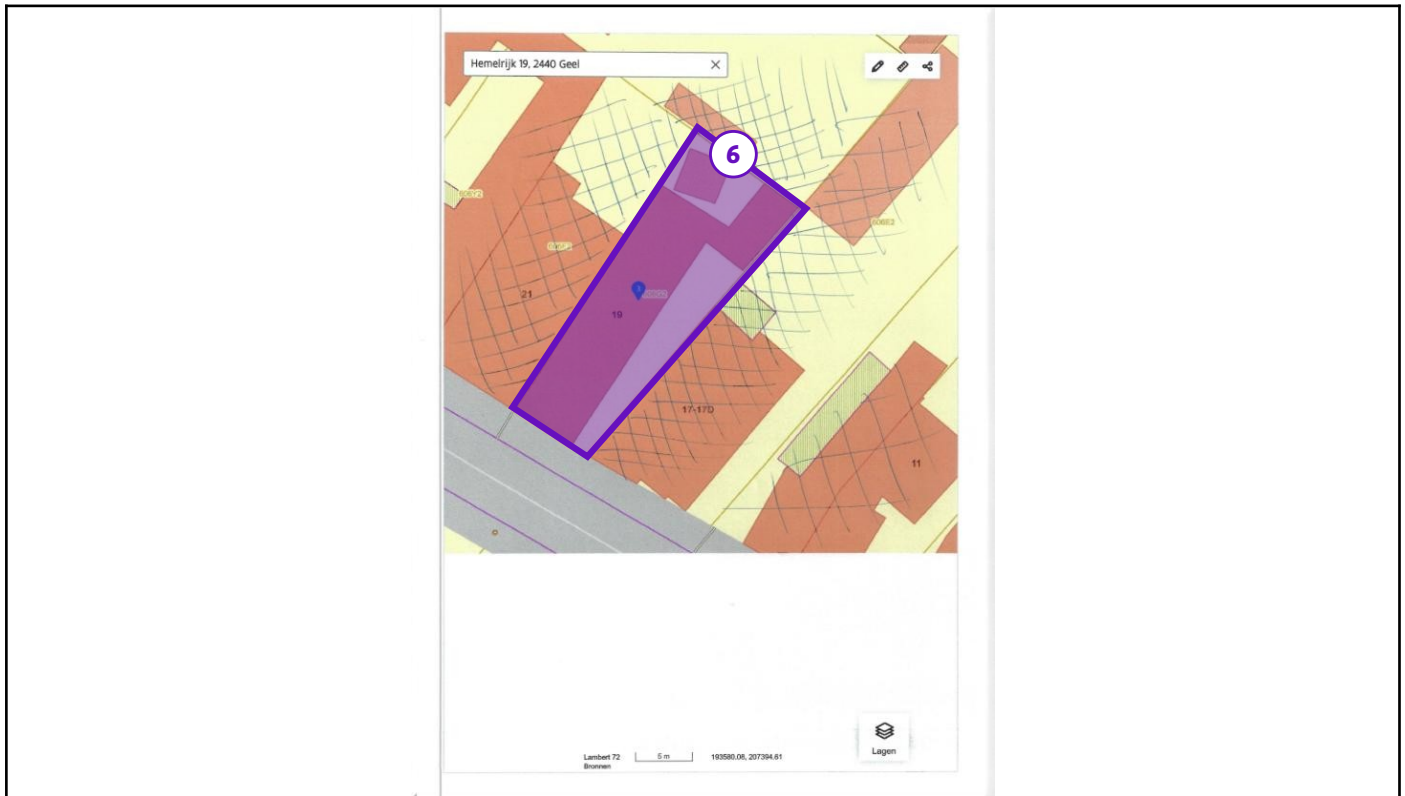 Hemelrijk 19, 2440 Geel
6
21
19
17-17D
606E2
11
Lagen
Lambert 72
5 m
193580.08, 207394.61
Bronnen